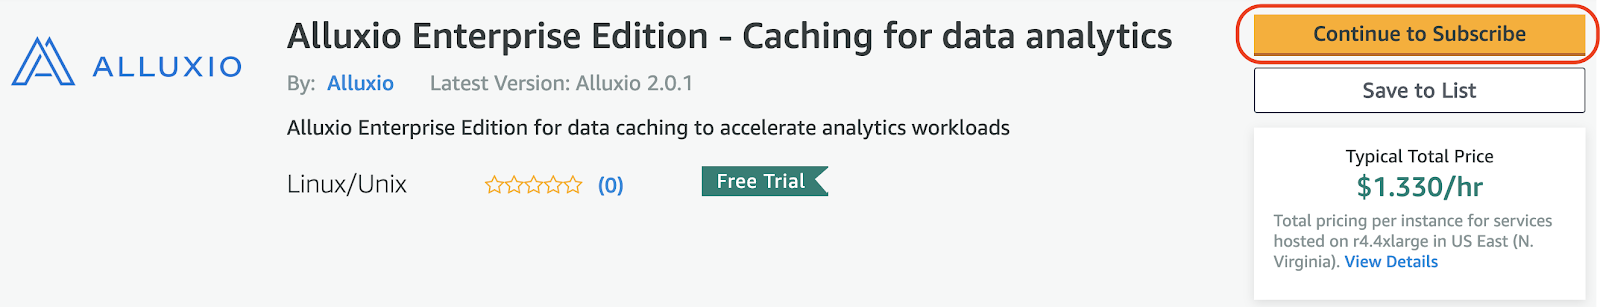 ALLUXIO
Alluxio Enterprise Edition - Caching for data analytics
By: Alluxio Latest Version: Alluxio 2.0.1
Alluxio Enterprise Edition for data caching to accelerate analytics workloads
Linux/Unix (0) Free Trial
Continue to Subscribe
Save to List
Typical Total Price
$1.330/hr
Total pricing per instance for services
hosted on r4.4xlarge in US East (N.
Virginia). View Details